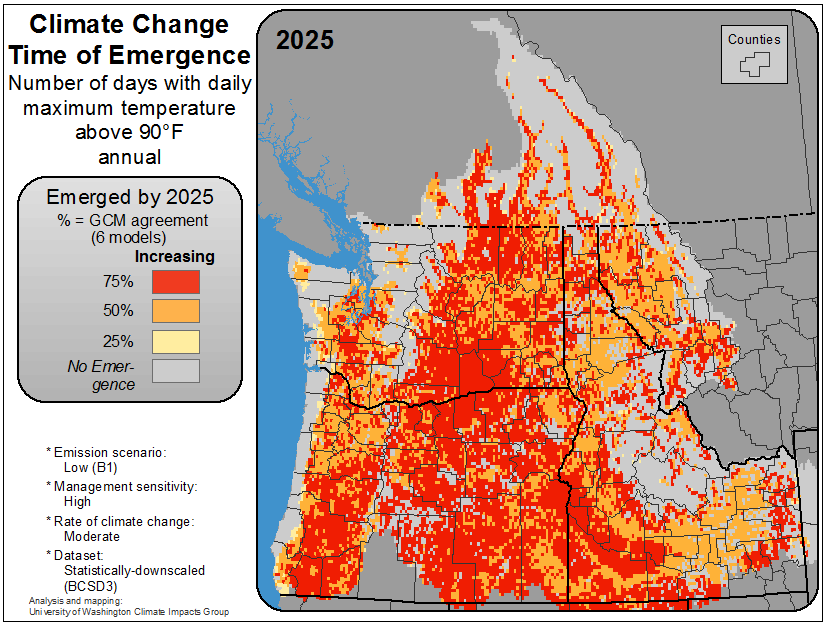 Climate Change
Time of Emergence
Number of days with daily
maximum temperature
above 90°F
annual
Emerged by 2025
% = GCM agreement
(6 models)
Increasing
75%
50%
25%
No Emer-
gence
* Emission scenario:
Low (B1)
* Management sensitivity:
High
* Rate of climate change:
Moderate
* Dataset:
Statistically-downscaled
(BCSD3)
Analysis and mapping:
University of Washington Climate Impacts Group
2025
Counties